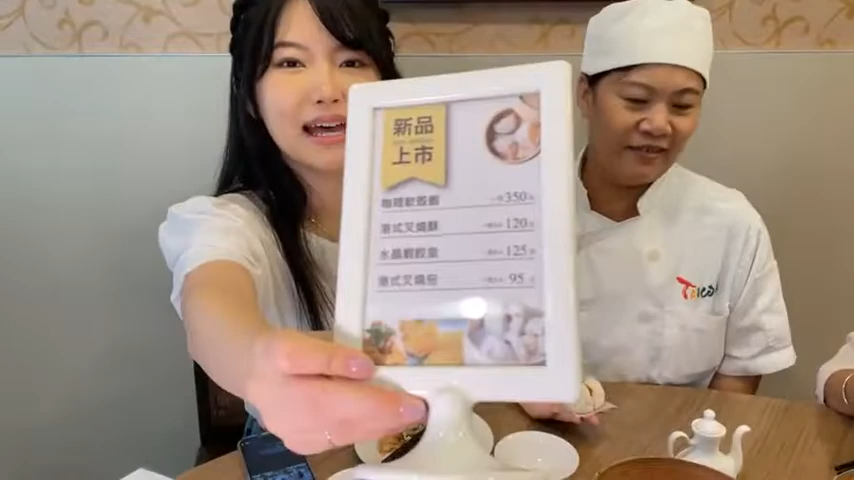 新品
上市
咖哩軟殼蟹 350
港式叉燒酥 120
水晶蝦餃皇 125
港式叉燒包 95